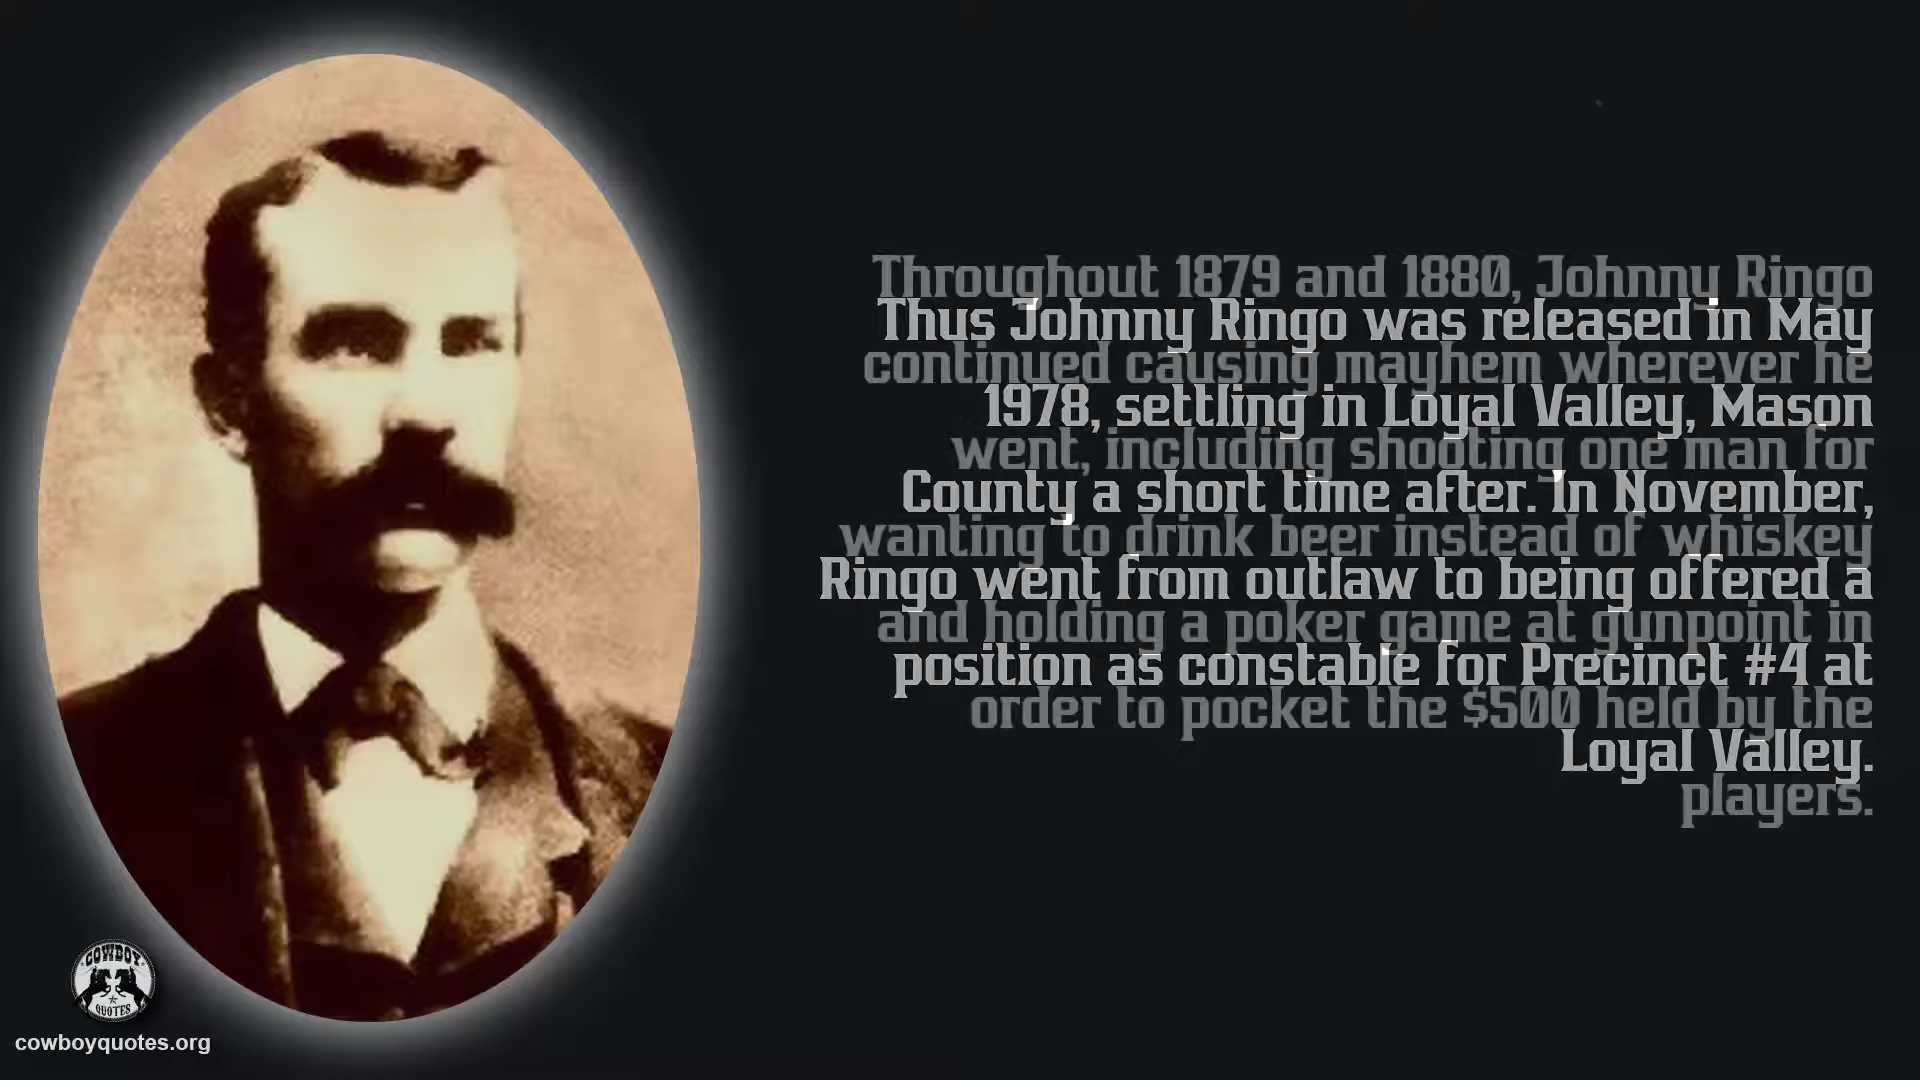 Throughout 1879 and 1880, Johnny Ringo
Thus Johnny Ringo was released in May
continued causing mayhem wherever he
1978, settling in Loyal Valley, Mason
went, including shooting one man for
County a short time after. In November,
wanting to drink beer instead of whiskey
Ringo went from outlaw to being offered a
and holding a poker game at gunpoint in
position as constable for Precinct #4 at
order to pocket the $500 held by the
Loyal Valley.
players.
COWBOY
QUOTES
cowboyquotes.org